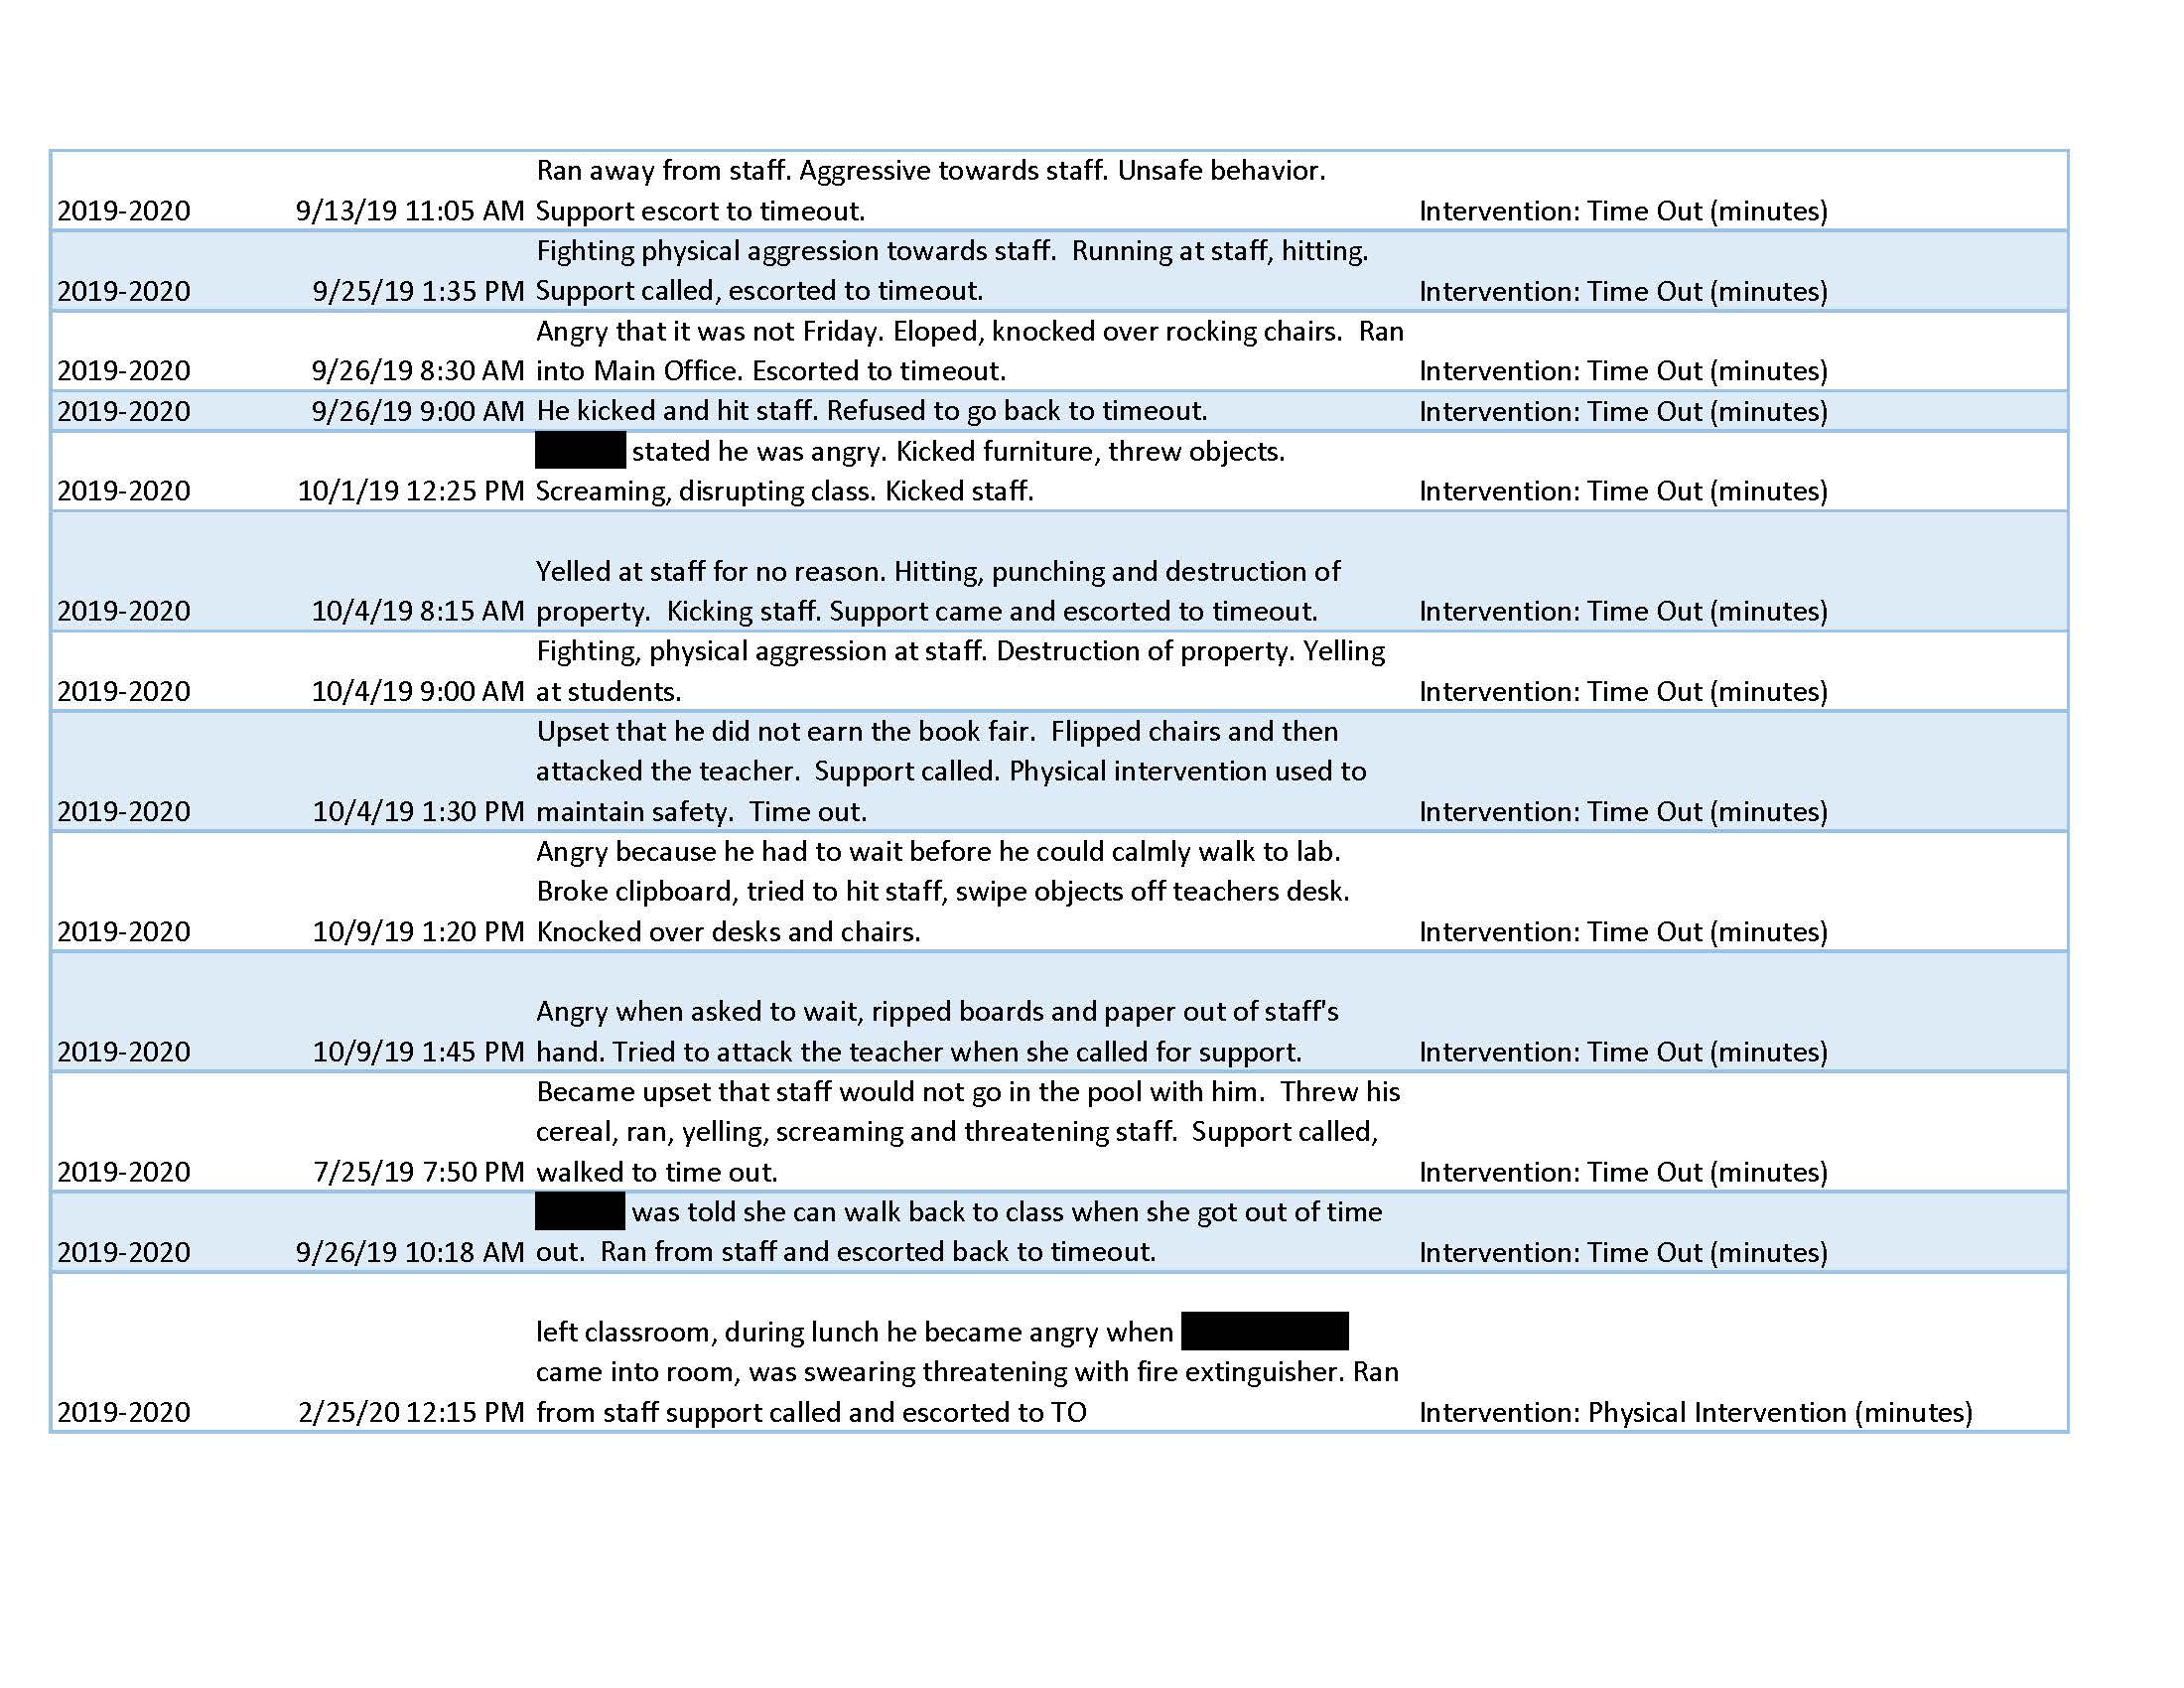 Ran away from staff. Aggressive towards staff. Unsafe behavior.
2019-2020 9/13/19 11:05 AM Support escort to timeout. Intervention: Time Out (minutes)
Fighting physical aggression towards staff.  Running at staff, hitting.
2019-2020 9/25/19 1:35 PM Support called, escorted to timeout. Intervention: Time Out (minutes)
Angry that it was not Friday. Eloped, knocked over rocking chairs.  Ran
2019-2020 9/26/19 8:30 AM into Main Office. Escorted to timeout. Intervention: Time Out (minutes)
2019-2020 9/26/19 9:00 AM He kicked and hit staff. Refused to go back to timeout. Intervention: Time Out (minutes)
stated he was angry. Kicked furniture, threw objects.
2019-2020 10/1/19 12:25 PM Screaming, disrupting class. Kicked staff. Intervention: Time Out (minutes)
Yelled at staff for no reason. Hitting, punching and destruction of
2019-2020 10/4/19 8:15 AM property.  Kicking staff. Support came and escorted to timeout. Intervention: Time Out (minutes)
Fighting, physical aggression at staff. Destruction of property. Yelling
2019-2020 10/4/19 9:00 AM at students. Intervention: Time Out (minutes)
Upset that he did not earn the book fair.  Flipped chairs and then
attacked the teacher.  Support called. Physical intervention used to
2019-2020 10/4/19 1:30 PM maintain safety.  Time out. Intervention: Time Out (minutes)
Angry because he had to wait before he could calmly walk to lab.
Broke clipboard, tried to hit staff, swipe objects off teachers desk.
2019-2020 10/9/19 1:20 PM Knocked over desks and chairs. Intervention: Time Out (minutes)
Angry when asked to wait, ripped boards and paper out of staff's
2019-2020 10/9/19 1:45 PM hand. Tried to attack the teacher when she called for support. Intervention: Time Out (minutes)
Became upset that staff would not go in the pool with him.  Threw his
cereal, ran, yelling, screaming and threatening staff.  Support called,
2019-2020 7/25/19 7:50 PM walked to time out. Intervention: Time Out (minutes)
was told she can walk back to class when she got out of time
2019-2020 9/26/19 10:18 AM out.  Ran from staff and escorted back to timeout. Intervention: Time Out (minutes)
left classroom, during lunch he became angry when
came into room, was swearing threatening with fire extinguisher. Ran
2019-2020 2/25/20 12:15 PM from staff support called and escorted to TO Intervention: Physical Intervention (minutes)